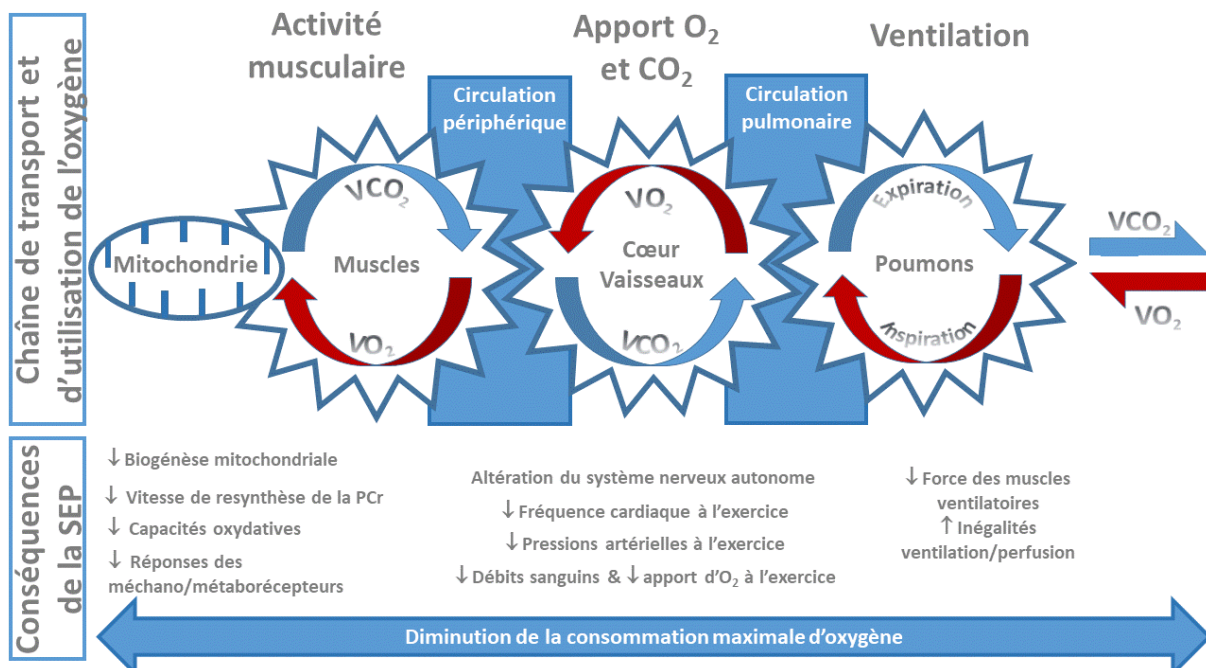 Chaîne de transport et
d'utilisation de l'oxygène
Activité
musculaire
Apport O₂
et CO₂
Ventilation
Circulation
périphérique
Circulation
pulmonaire
Mitochondrie
VCO₂
Muscles
VO₂
VO₂
Cœur
Vaisseaux
VCO₂
Expiration
Poumons
Inspiration
VCO₂
VO₂
Conséquences
de la SEP
↓ Biogénèse mitochondriale
↓ Vitesse de resynthèse de la PCr
↓ Capacités oxydatives
↓ Réponses des
méchano/métaborécepteurs
Altération du système nerveux autonome
↓ Fréquence cardiaque à l'exercice
↓ Pressions artérielles à l'exercice
↓ Débits sanguins & ↓ apport d'O₂ à l'exercice
↓ Force des muscles
ventilatoires
↑ Inégalités
ventilation/perfusion
Diminution de la consommation maximale d'oxygène